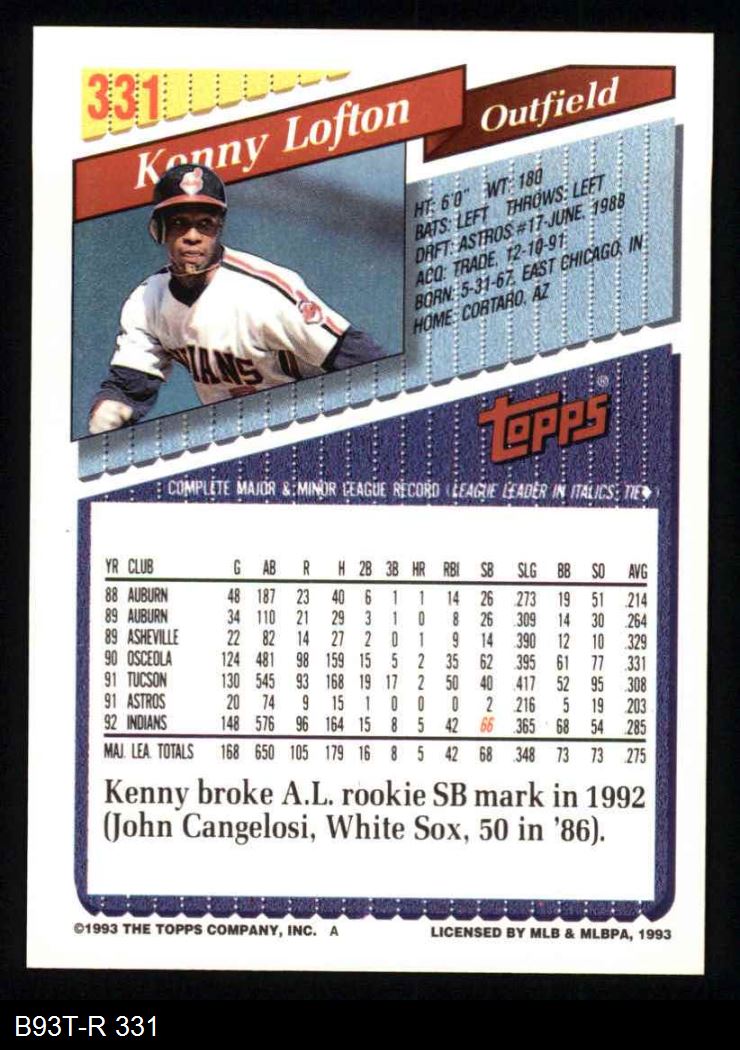 331
Kenny Lofton
Outfield
HT: 6'0" WT: 180
BATS: LEFT THROWS: LEFT
DRFT: ASTROS #17-JUNE, 1988
ACQ: TRADE, 12-10-91
BORN: 5-31-67, EAST CHICAGO, IN
HOME: CORTARO, AZ
IANS
topps®
COMPLETE MAJOR & MINOR LEAGUE RECORD (LEAGUE LEADER IN ITALICS, TIE◆)
YR CLUB G AB R H 2B 3B HR RBI SB SLG BB SO AVG
88 AUBURN 48 187 23 40 6 1 1 14 26 .273 19 51 .214
89 AUBURN 34 110 21 29 3 1 0 8 26 .309 14 30 .264
89 ASHEVILLE 22 82 14 27 2 0 1 9 14 .390 12 10 .329
90 OSCEOLA 124 481 98 159 15 5 2 35 62 .395 61 77 .331
91 TUCSON 130 545 93 168 19 17 2 50 40 .417 52 95 .308
91 ASTROS 20 74 9 15 1 0 0 0 2 .216 5 19 .203
92 INDIANS 148 576 96 164 15 8 5 42 66 .365 68 54 .285
MAJ. LEA. TOTALS 168 650 105 179 16 8 5 42 68 .348 73 73 .275
Kenny broke A.L. rookie SB mark in 1992
(John Cangelosi, White Sox, 50 in '86).
©1993 THE TOPPS COMPANY, INC. A
LICENSED BY MLB & MLBPA, 1993
B93T-R 331